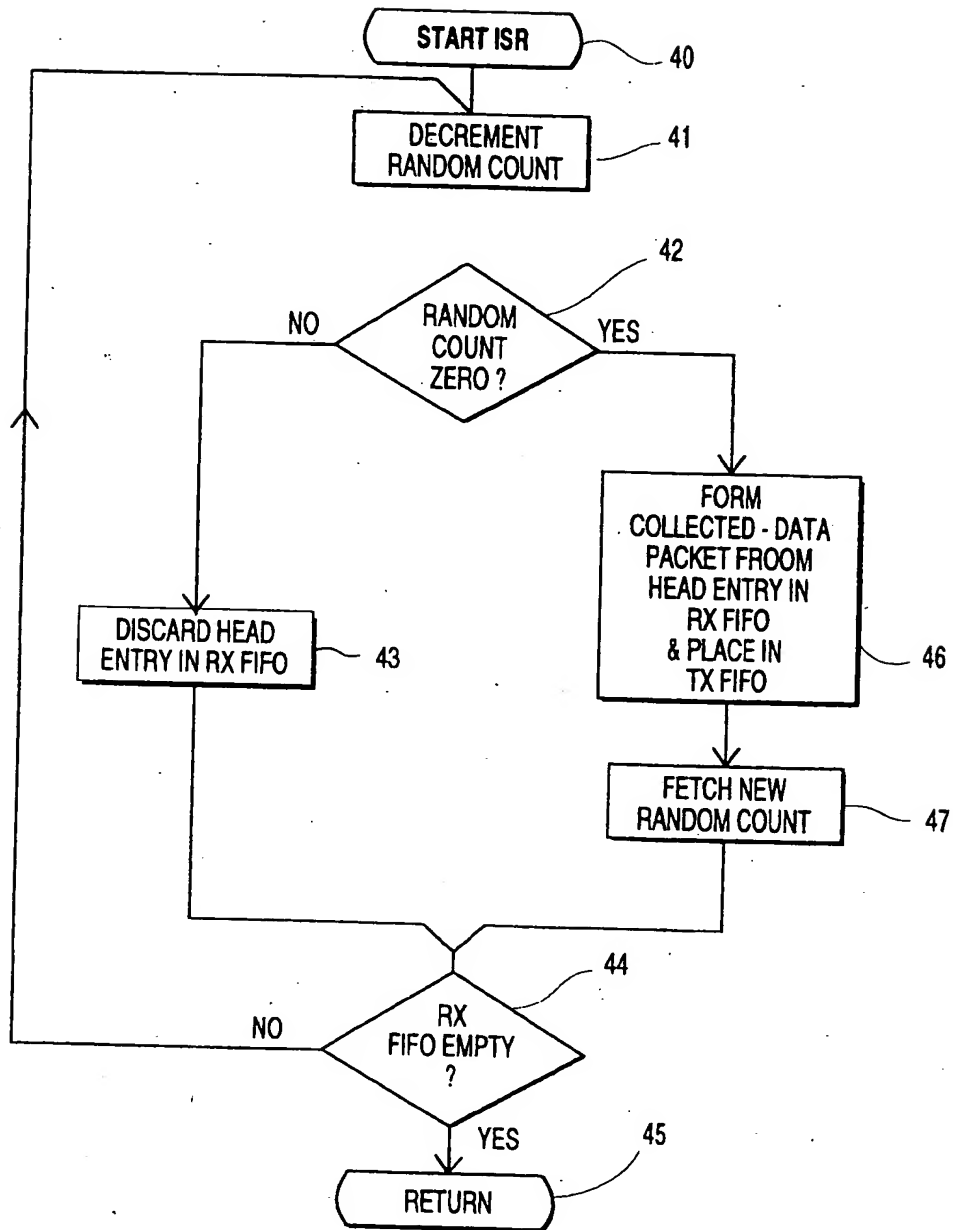 START ISR
40
DECREMENT
RANDOM COUNT
41
42
NO
RANDOM
COUNT
ZERO ?
YES
FORM
COLLECTED - DATA
PACKET FROOM
HEAD ENTRY IN
RX FIFO
& PLACE IN
TX FIFO
46
DISCARD HEAD
ENTRY IN RX FIFO
43
FETCH NEW
RANDOM COUNT
47
44
NO
RX
FIFO EMPTY
?
YES
45
RETURN